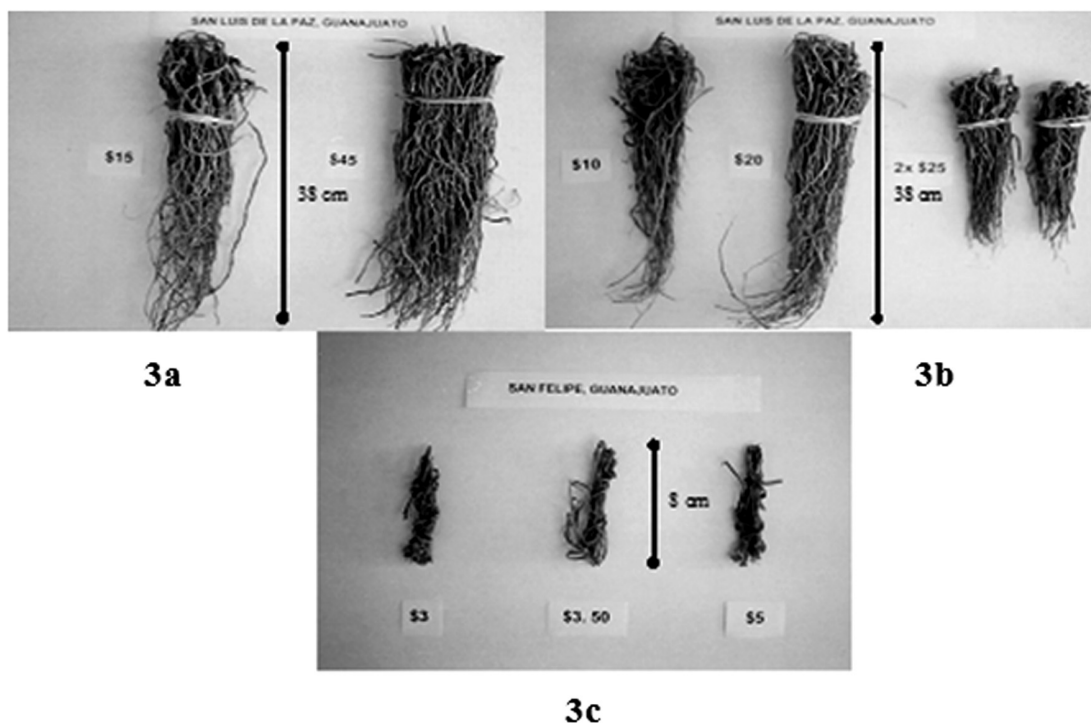 SAN LUIS DE LA PAZ, GUANAJUATO
$15
$45
38 cm
3a
SAN LUIS DE LA PAZ, GUANAJUATO
$10
$20
2x $25
38 cm
3b
SAN FELIPE, GUANAJUATO
8 cm
$3
$3. 50
$5
3c